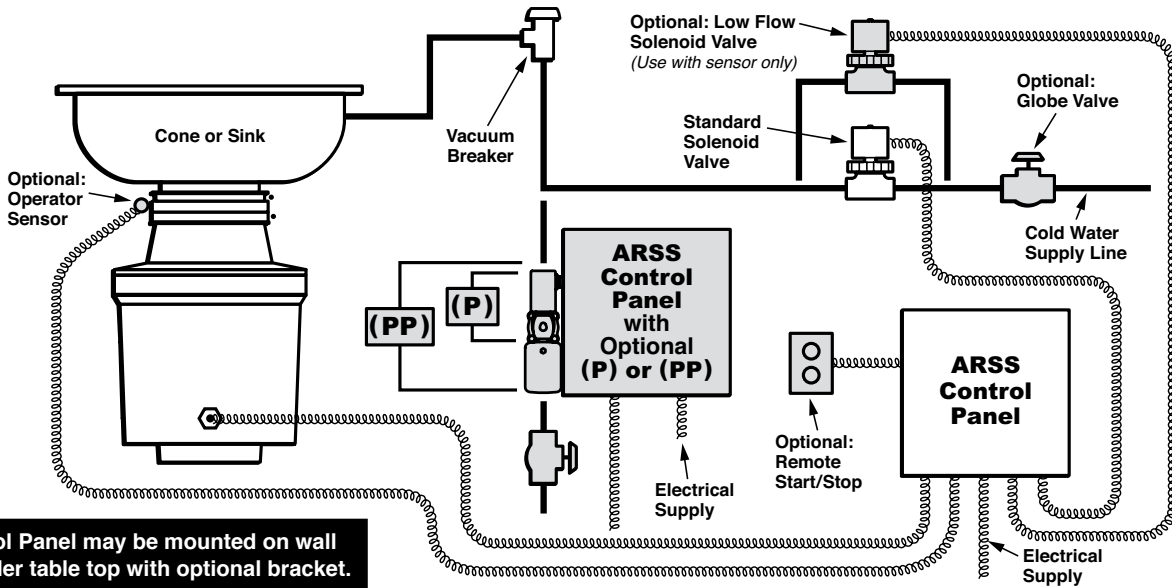 Optional: Low Flow
Solenoid Valve
(Use with sensor only)
Optional:
Globe Valve
Cone or Sink
Vacuum
Breaker
Standard
Solenoid
Valve
Optional:
Operator
Sensor
Cold Water
Supply Line
(PP)
(P)
ARSS
Control
Panel
with
Optional
(P) or (PP)
ARSS
Control
Panel
Optional:
Remote
Start/Stop
Electrical
Supply
Electrical
Supply
Panel may be mounted on wall
table top with optional bracket.